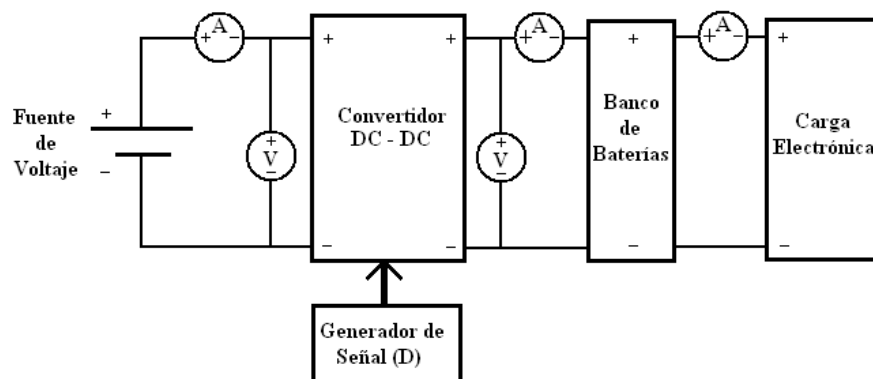 A
+ −
A
+ −
A
+ −
+
+
+
+
+
Fuente
de
Voltaje
+
−
+
V
−
Convertidor
DC - DC
+
V
−
Banco
de
Baterías
Carga
Electrónica
−
−
−
−
Generador de
Señal (D)